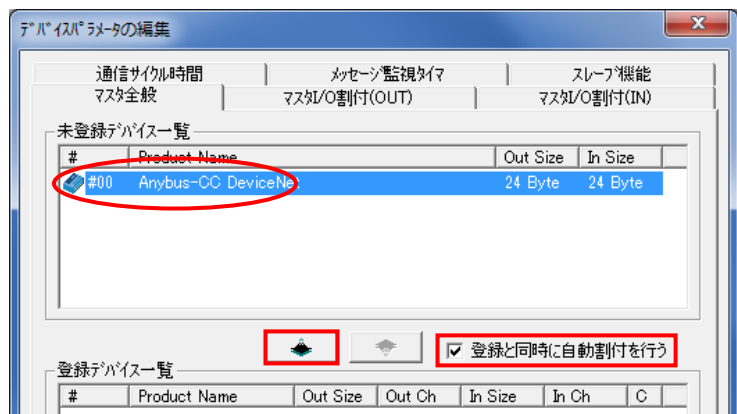 ﾃﾞﾊﾞｲｽﾊﾟﾗﾒｰﾀの編集
通信ｻｲｸﾙ時間 ﾒｯｾｰｼﾞ監視ﾀｲﾏ ｽﾚｰﾌﾞ機能
ﾏｽﾀ全般 ﾏｽﾀI/O割付(OUT) ﾏｽﾀI/O割付(IN)
未登録ﾃﾞﾊﾞｲｽ一覧
# Product Name Out Size In Size
#00 Anybus-CC DeviceNet 24 Byte 24 Byte
登録と同時に自動割付を行う
登録ﾃﾞﾊﾞｲｽ一覧
# Product Name Out Size Out Ch In Size In Ch C